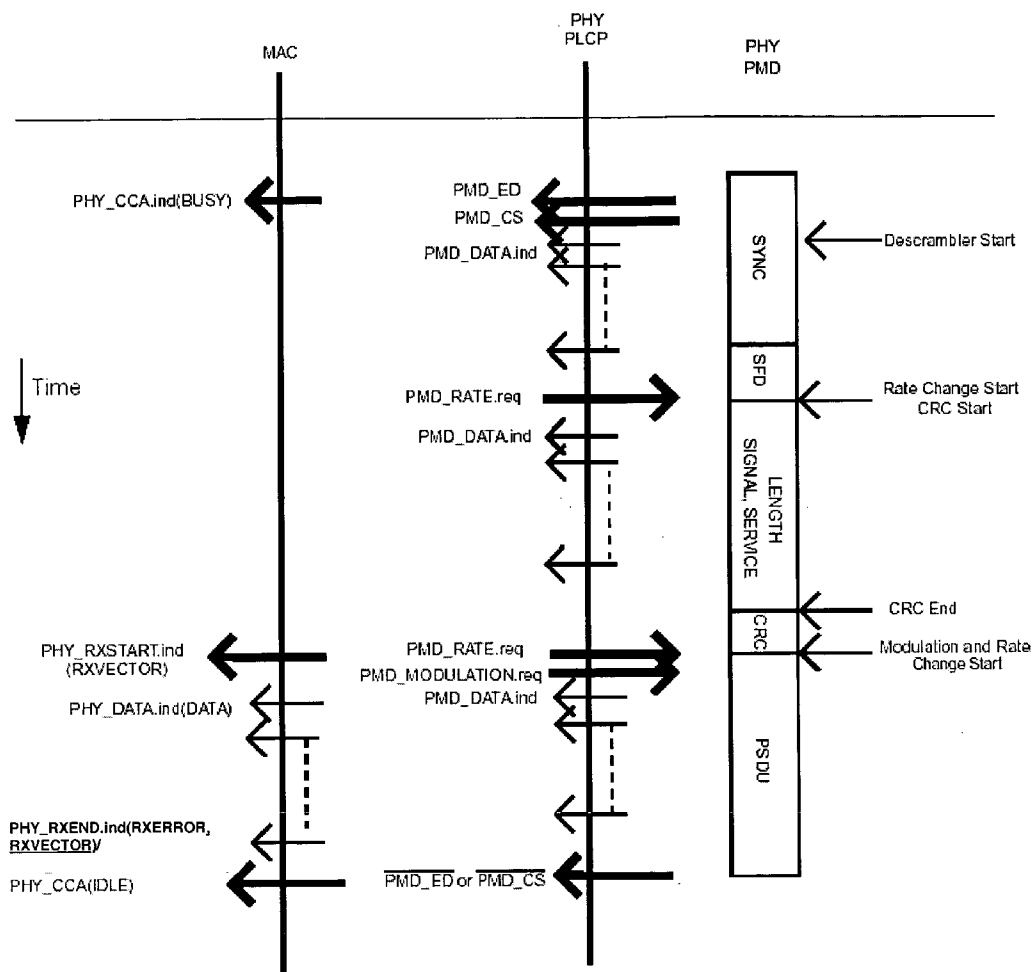 MAC
PHY
PLCP
PHY
PMD
PHY_CCA.ind(BUSY)
PMD_ED
PMD_CS
PMD_DATA.ind
SYNC
Descrambler Start
Time
SFD
PMD_RATE.req
Rate Change Start
CRC Start
PMD_DATA.ind
LENGTH
SIGNAL, SERVICE
CRC End
CRC
PHY_RXSTART.ind
(RXVECTOR)
PMD_RATE.req
PMD_MODULATION.req
Modulation and Rate
Change Start
PHY_DATA.ind(DATA)
PMD_DATA.ind
PSDU
PHY_RXEND.ind(RXERROR,
RXVECTOR)/
PHY_CCA(IDLE)
PMD_ED or PMD_CS